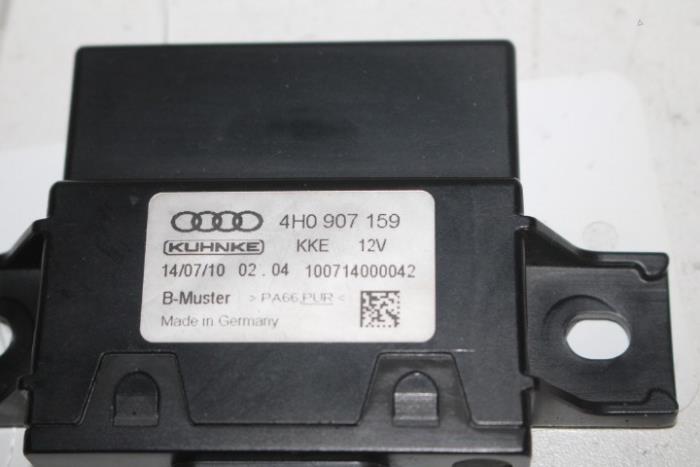 4H0 907 159
KUHNKE KKE 12V
14/07/10 02.04 100714000042
B-Muster >PA66,PUR<
Made in Germany